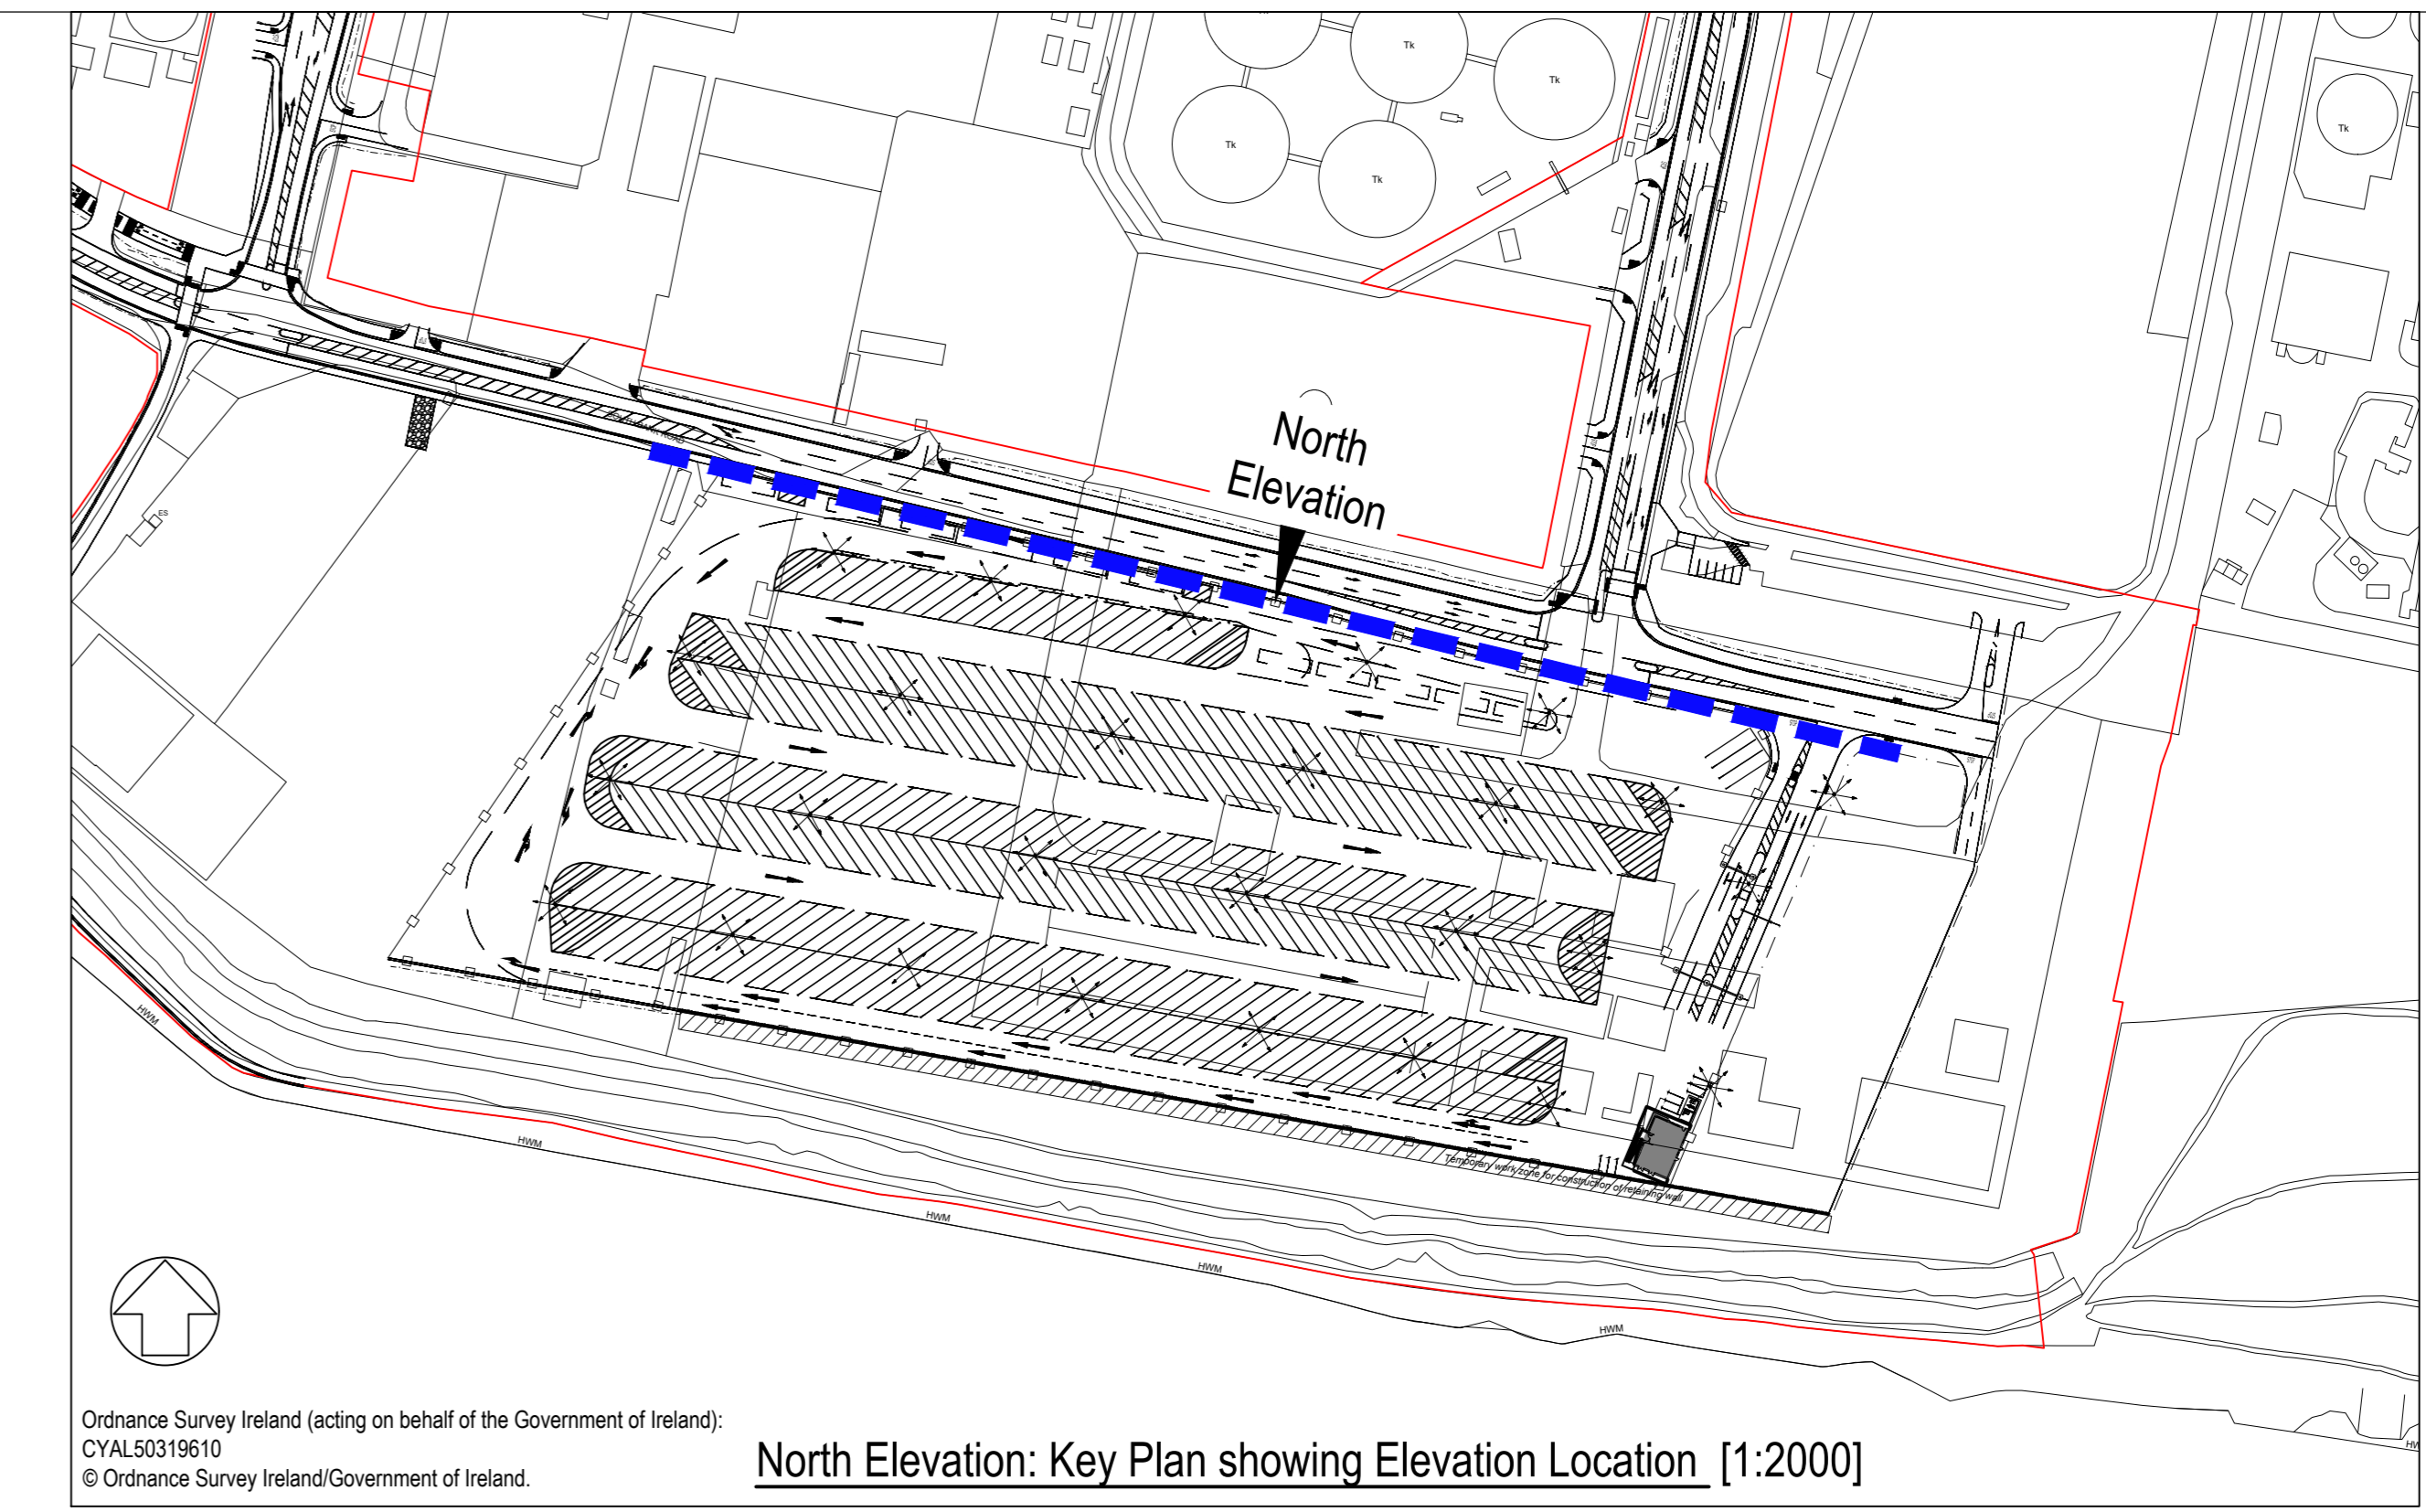 Tk
Tk
Tk
Tk
Tk
North
Elevation
ES
HWM
HWM
HWM
HWM
HWM
Temporary work zone for construction of retaining wall
Ordnance Survey Ireland (acting on behalf of the Government of Ireland):
CYAL50319610
© Ordnance Survey Ireland/Government of Ireland.
North Elevation: Key Plan showing Elevation Location [1:2000]